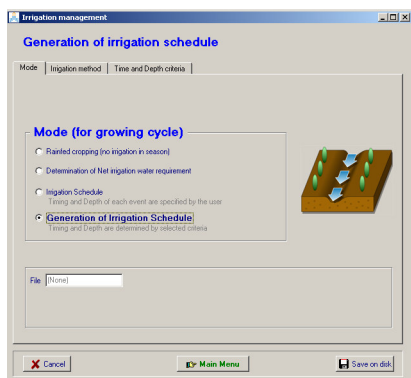 Irrigation management
Generation of irrigation schedule
Mode
Irrigation method
Time and Depth criteria
Mode (for growing cycle)
Rainfed cropping (no irrigation in season)
Determination of Net irrigation water requirement
Irrigation Schedule
Timing and Depth of each event are specified by the user
Generation of Irrigation Schedule
Timing and Depth are determined by selected criteria
File (None)
Cancel
Main Menu
Save on disk